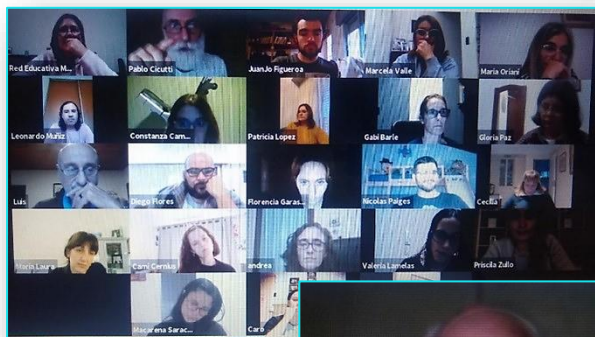 Red Educativa M...
Pablo Cicutti
JuanJo Figueroa
Marcela Valle
Maria Oriani
Leonardo Muñiz
Constanza Cam...
Patricia Lopez
Gabi Barle
Gloria Paz
Luis
Diego Flores
Florencia Garas...
Nicolas Paiges
Cecilia
Maria Laura
Cami Cernius
andrea
Valeria Lamelas
Priscila Zullo
Macarena Sarac...
Caro